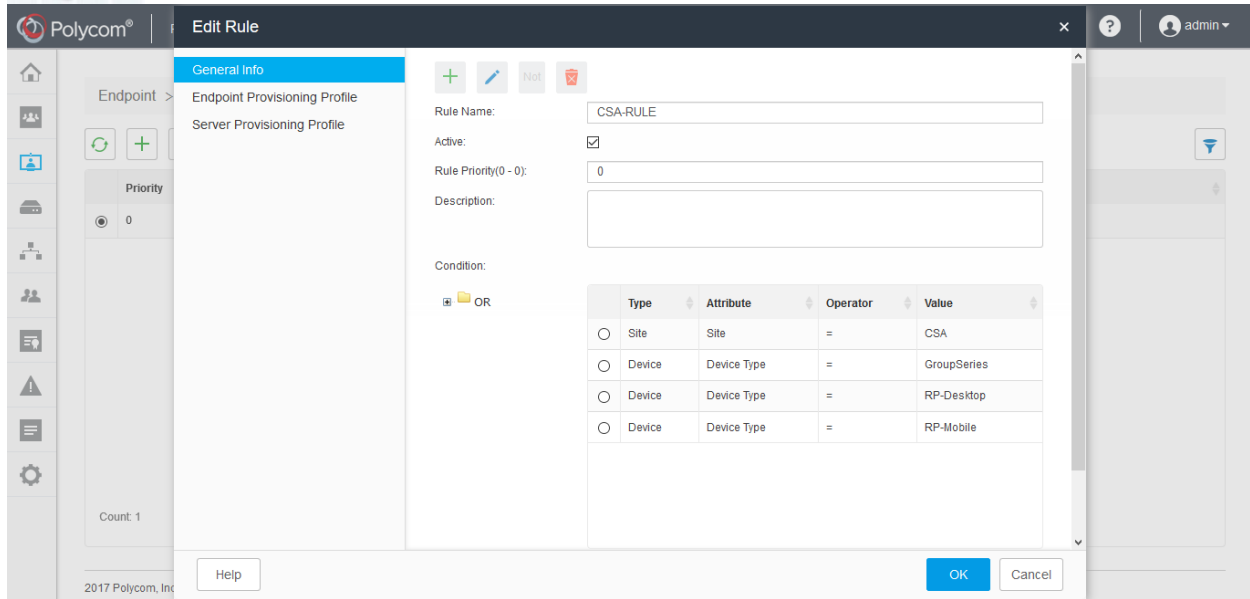 Polycom®
Edit Rule
×
?
admin
General Info
Endpoint Provisioning Profile
Server Provisioning Profile
Endpoint >
Not
Rule Name:
CSA-RULE
Active:
Rule Priority(0 - 0):
0
Description:
Priority
0
Condition:
OR
Type Attribute Operator Value
Site Site = CSA
Device Device Type = GroupSeries
Device Device Type = RP-Desktop
Device Device Type = RP-Mobile
Count: 1
Help
OK
Cancel
2017 Polycom, Inc